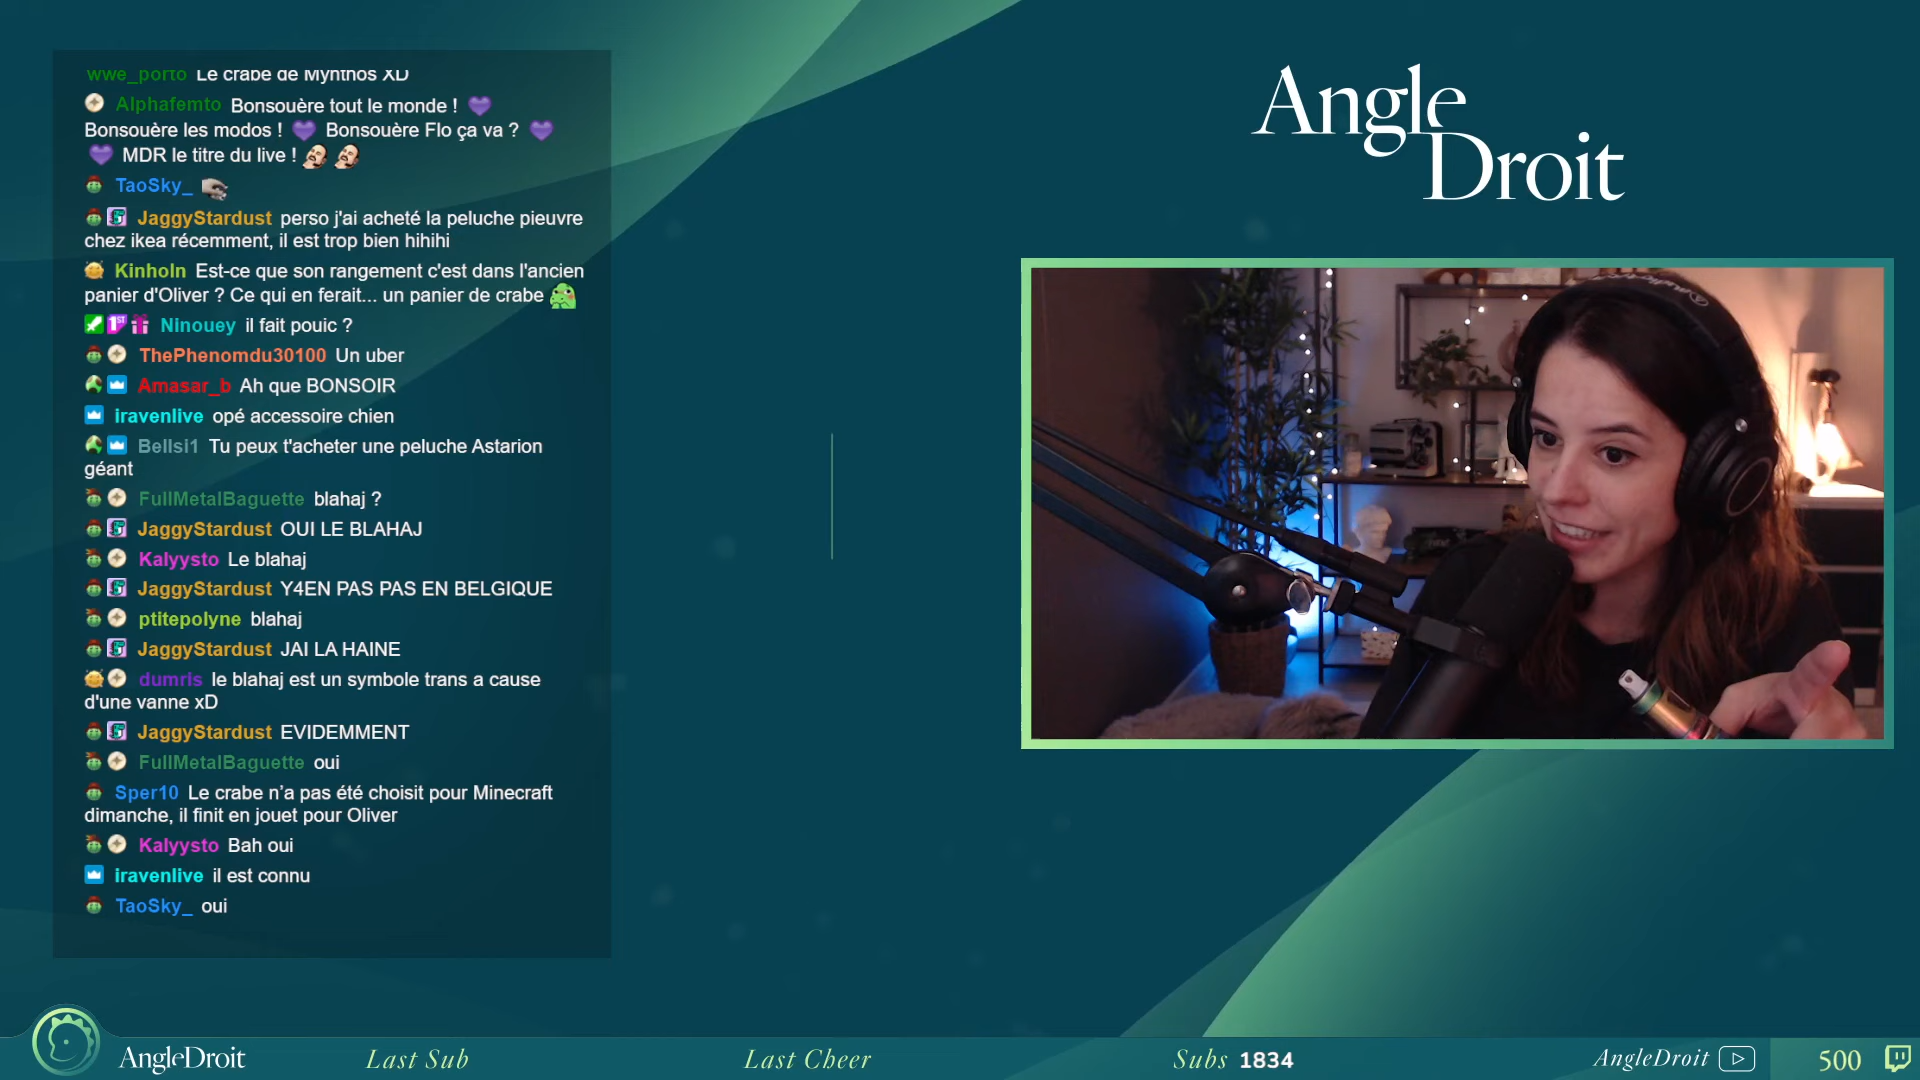 wwe_porto Le crabe de Mynthos XD
Alphafemto Bonsouère tout le monde !
Bonsouère les modos ! Bonsouère Flo ça va ?
MDR le titre du live !
TaoSky_
JaggyStardust perso j'ai acheté la peluche pieuvre
chez ikea récemment, il est trop bien hihihi
Kinholn Est-ce que son rangement c'est dans l'ancien
panier d'Oliver ? Ce qui en ferait... un panier de crabe
1ST Ninouey il fait pouic ?
ThePhenomdu30100 Un uber
Amasar_b Ah que BONSOIR
iravenlive opé accessoire chien
Bellsi1 Tu peux t'acheter une peluche Astarion
géant
FullMetalBaguette blahaj ?
JaggyStardust OUI LE BLAHAJ
Kalyysto Le blahaj
JaggyStardust Y4EN PAS PAS EN BELGIQUE
ptitepolyne blahaj
JaggyStardust JAI LA HAINE
dumris le blahaj est un symbole trans a cause
d'une vanne xD
JaggyStardust EVIDEMMENT
FullMetalBaguette oui
Sper10 Le crabe n’a pas été choisit pour Minecraft
dimanche, il finit en jouet pour Oliver
Kalyysto Bah oui
iravenlive il est connu
TaoSky_ oui
Angle
Droit
AngleDroit
Last Sub
Last Cheer
Subs 1834
AngleDroit
500